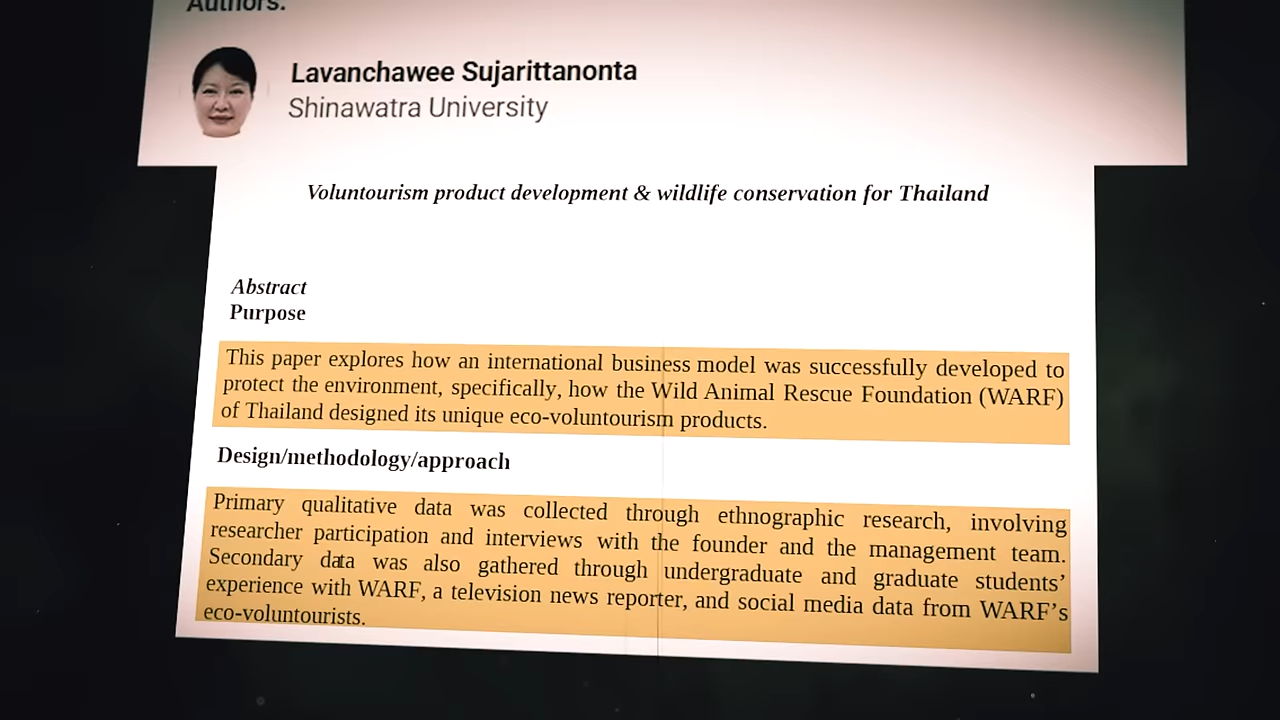 Authors:
Lavanchawee Sujarittanonta
Shinawatra University
Voluntourism product development & wildlife conservation for Thailand
Abstract
Purpose
This paper explores how an international business model was successfully developed to
protect the environment, specifically, how the Wild Animal Rescue Foundation (WARF)
of Thailand designed its unique eco-voluntourism products.
Design/methodology/approach
Primary qualitative data was collected through ethnographic research, involving
researcher participation and interviews with the founder and the management team.
Secondary data was also gathered through undergraduate and graduate students’
experience with WARF, a television news reporter, and social media data from WARF’s
eco-voluntourists.